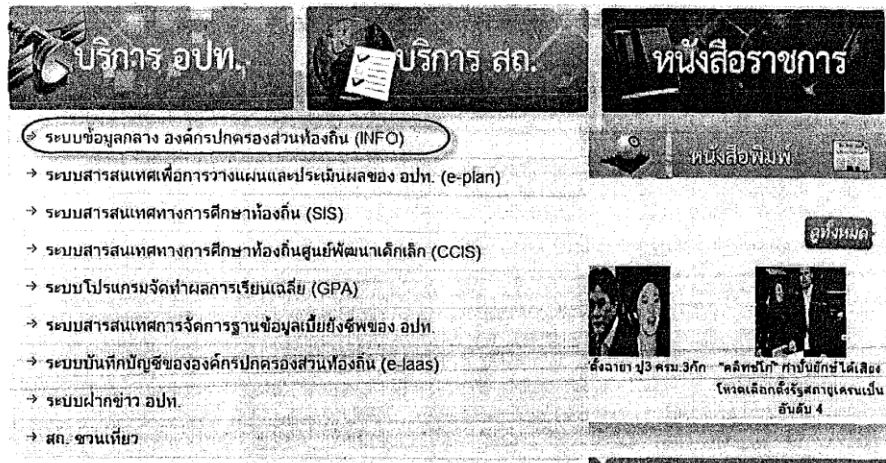 บริการ อปท.
บริการ สถ.
หนังสือราชการ
→ ระบบข้อมูลกลาง องค์กรปกครองส่วนท้องถิ่น (INFO)
→ ระบบสารสนเทศเพื่อการวางแผนและประเมินผลของ อปท. (e-plan)
→ ระบบสารสนเทศทางการศึกษาท้องถิ่น (SIS)
→ ระบบสารสนเทศทางการศึกษาท้องถิ่นศูนย์พัฒนาเด็กเล็ก (CCIS)
→ ระบบโปรแกรมจัดทำผลการเรียนเฉลี่ย (GPA)
→ ระบบสารสนเทศการจัดการฐานข้อมูลเบี้ยยังชีพของ อปท.
→ ระบบบันทึกบัญชีขององค์กรปกครองส่วนท้องถิ่น (e-laas)
→ ระบบฝากข่าว อปท.
→ สถ. ชวนเที่ยว
หนังสือพิมพ์
ดูทั้งหมด
ตั้งฉายา ปู3 ครม.3กัก
"คลิทชโก" กำปั้นยักษ์ได้เสียง
โหวตเลือกตั้งรัฐสภายูเครนเป็น
อันดับ 4